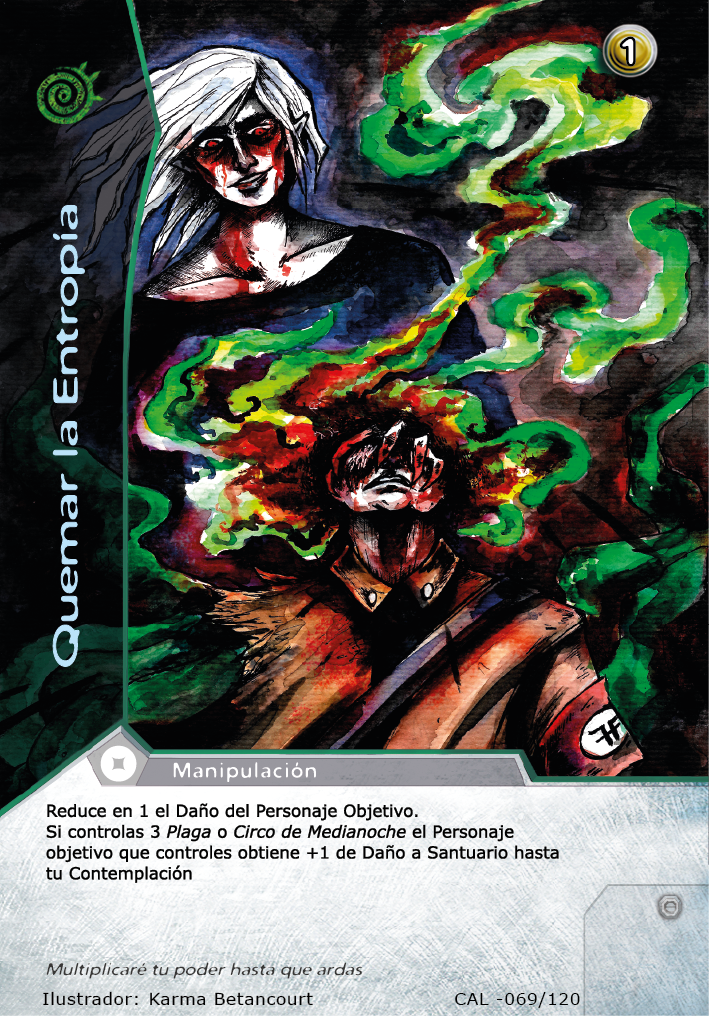 1
Quemar la Entropía
Manipulación
Reduce en 1 el Daño del Personaje Objetivo.
Si controlas 3 Plaga o Circo de Medianoche el Personaje
objetivo que controles obtiene +1 de Daño a Santuario hasta
tu Contemplación
Multiplicaré tu poder hasta que ardas
Ilustrador: Karma Betancourt
CAL -069/120